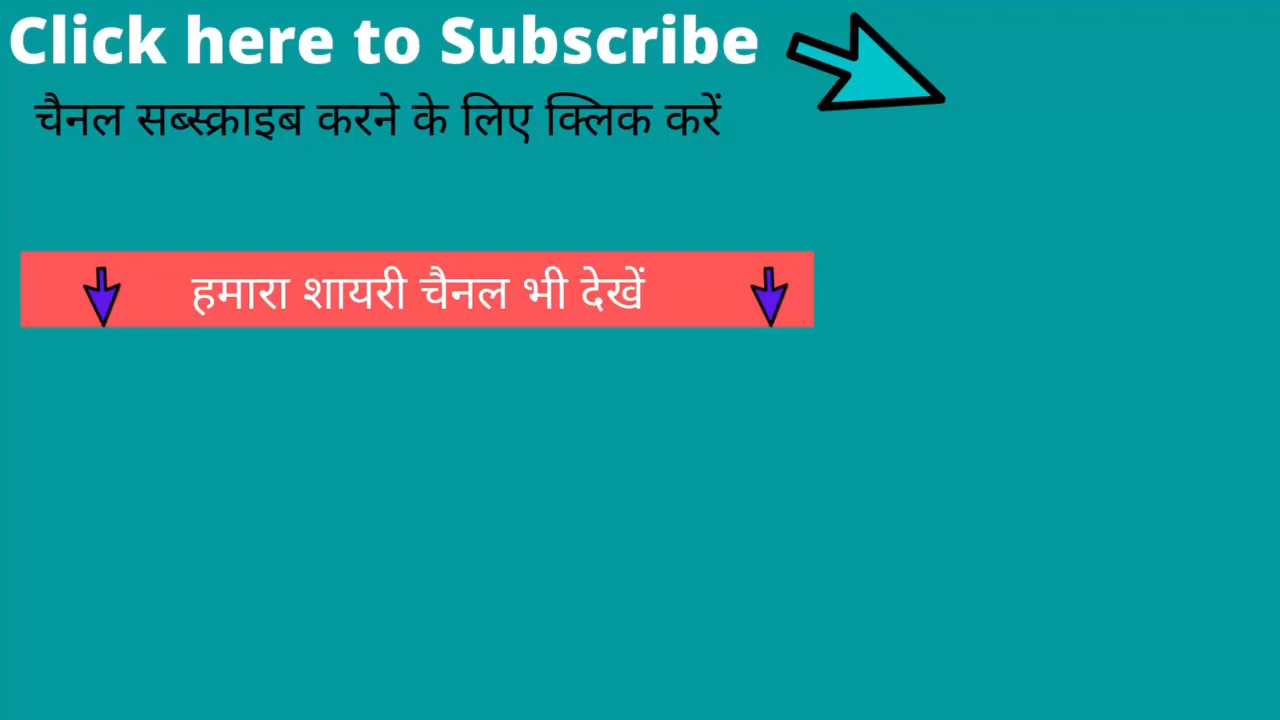 Click here to Subscribe
चैनल सब्स्क्राइब करने के लिए क्लिक करें
हमारा शायरी चैनल भी देखें